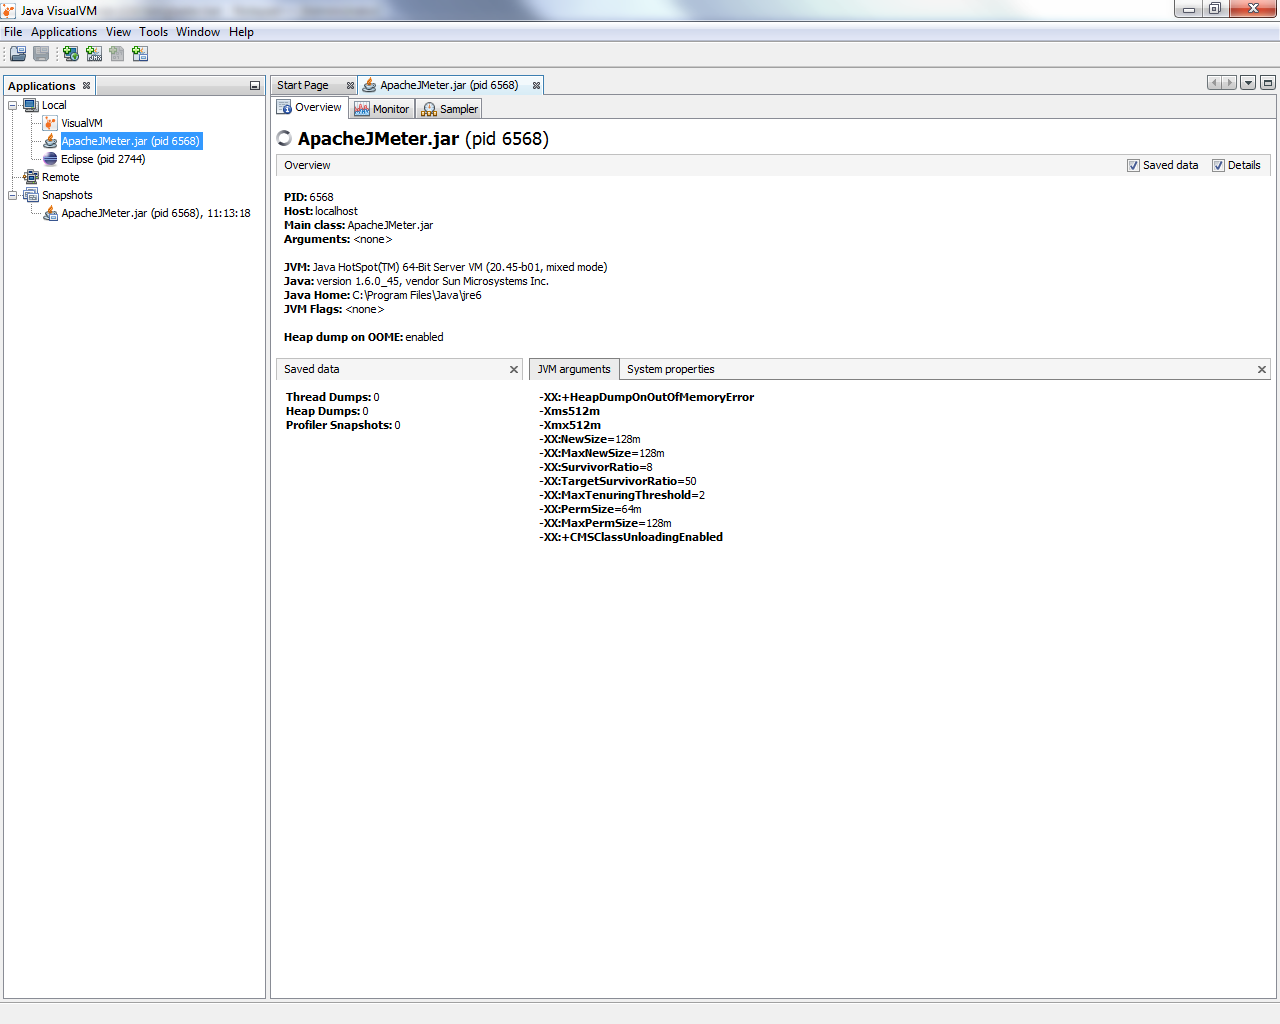 Java VisualVM
File Applications View Tools Window Help
Applications
Local
VisualVM
ApacheJMeter.jar (pid 6568)
Eclipse (pid 2744)
Remote
Snapshots
ApacheJMeter.jar (pid 6568), 11:13:18
Start Page
ApacheJMeter.jar (pid 6568)
Overview Monitor Sampler
ApacheJMeter.jar (pid 6568)
Overview
Saved data Details
PID: 6568
Host: localhost
Main class: ApacheJMeter.jar
Arguments: <none>
JVM: Java HotSpot(TM) 64-Bit Server VM (20.45-b01, mixed mode)
Java: version 1.6.0_45, vendor Sun Microsystems Inc.
Java Home: C:\Program Files\Java\jre6
JVM Flags: <none>
Heap dump on OOME: enabled
Saved data
Thread Dumps: 0
Heap Dumps: 0
Profiler Snapshots: 0
JVM arguments System properties
-XX:+HeapDumpOnOutOfMemoryError
-Xms512m
-Xmx512m
-XX:NewSize=128m
-XX:MaxNewSize=128m
-XX:SurvivorRatio=8
-XX:TargetSurvivorRatio=50
-XX:MaxTenuringThreshold=2
-XX:PermSize=64m
-XX:MaxPermSize=128m
-XX:+CMSClassUnloadingEnabled